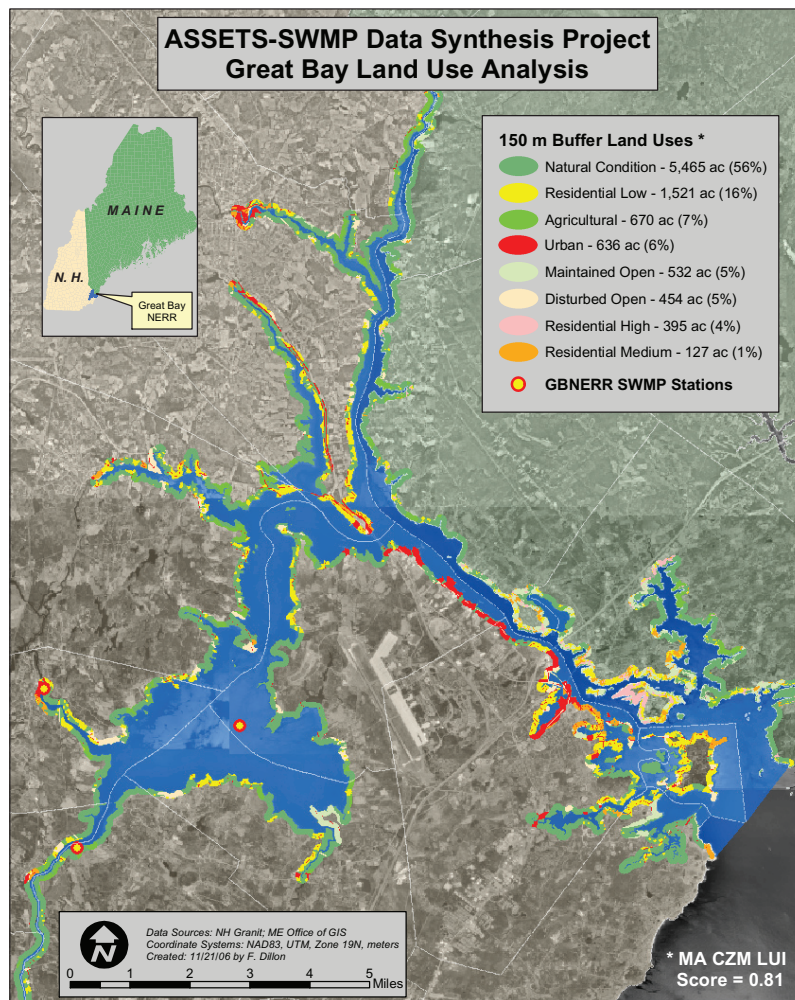 ASSETS-SWMP Data Synthesis Project
Great Bay Land Use Analysis
MAINE
N. H.
Great Bay
NERR
150 m Buffer Land Uses *
Natural Condition - 5,465 ac (56%)
Residential Low - 1,521 ac (16%)
Agricultural - 670 ac (7%)
Urban - 636 ac (6%)
Maintained Open - 532 ac (5%)
Disturbed Open - 454 ac (5%)
Residential High - 395 ac (4%)
Residential Medium - 127 ac (1%)
GBNERR SWMP Stations
N
Data Sources: NH Granit; ME Office of GIS
Coordinate Systems: NAD83, UTM, Zone 19N, meters
Created: 11/21/06 by F. Dillon
0 1 2 3 4 5
Miles
* MA CZM LUI
Score = 0.81